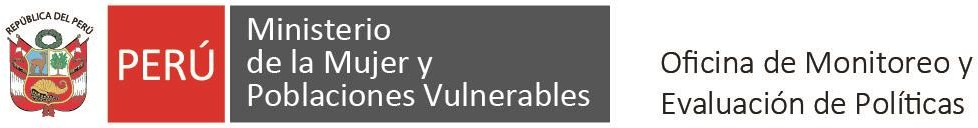 REPÚBLICA DEL PERÚ
PERÚ
Ministerio
de la Mujer y
Poblaciones Vulnerables
Oficina de Monitoreo y
Evaluación de Políticas